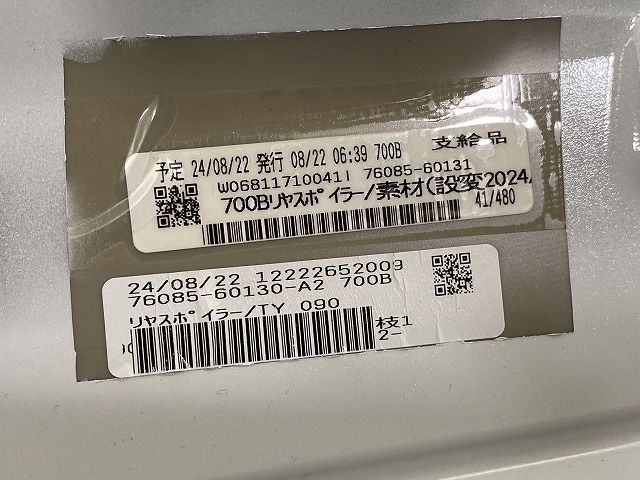 支給品
予定 24/08/22 発行 08/22 06:39 700B
W06811710041I 76085-60131
700Bリヤスポイラー/素材(設変2024/
41/480
24/08/22 12222652009
76085-60130-A2 700B
リヤスポイラー/TY 090
枝1
2-